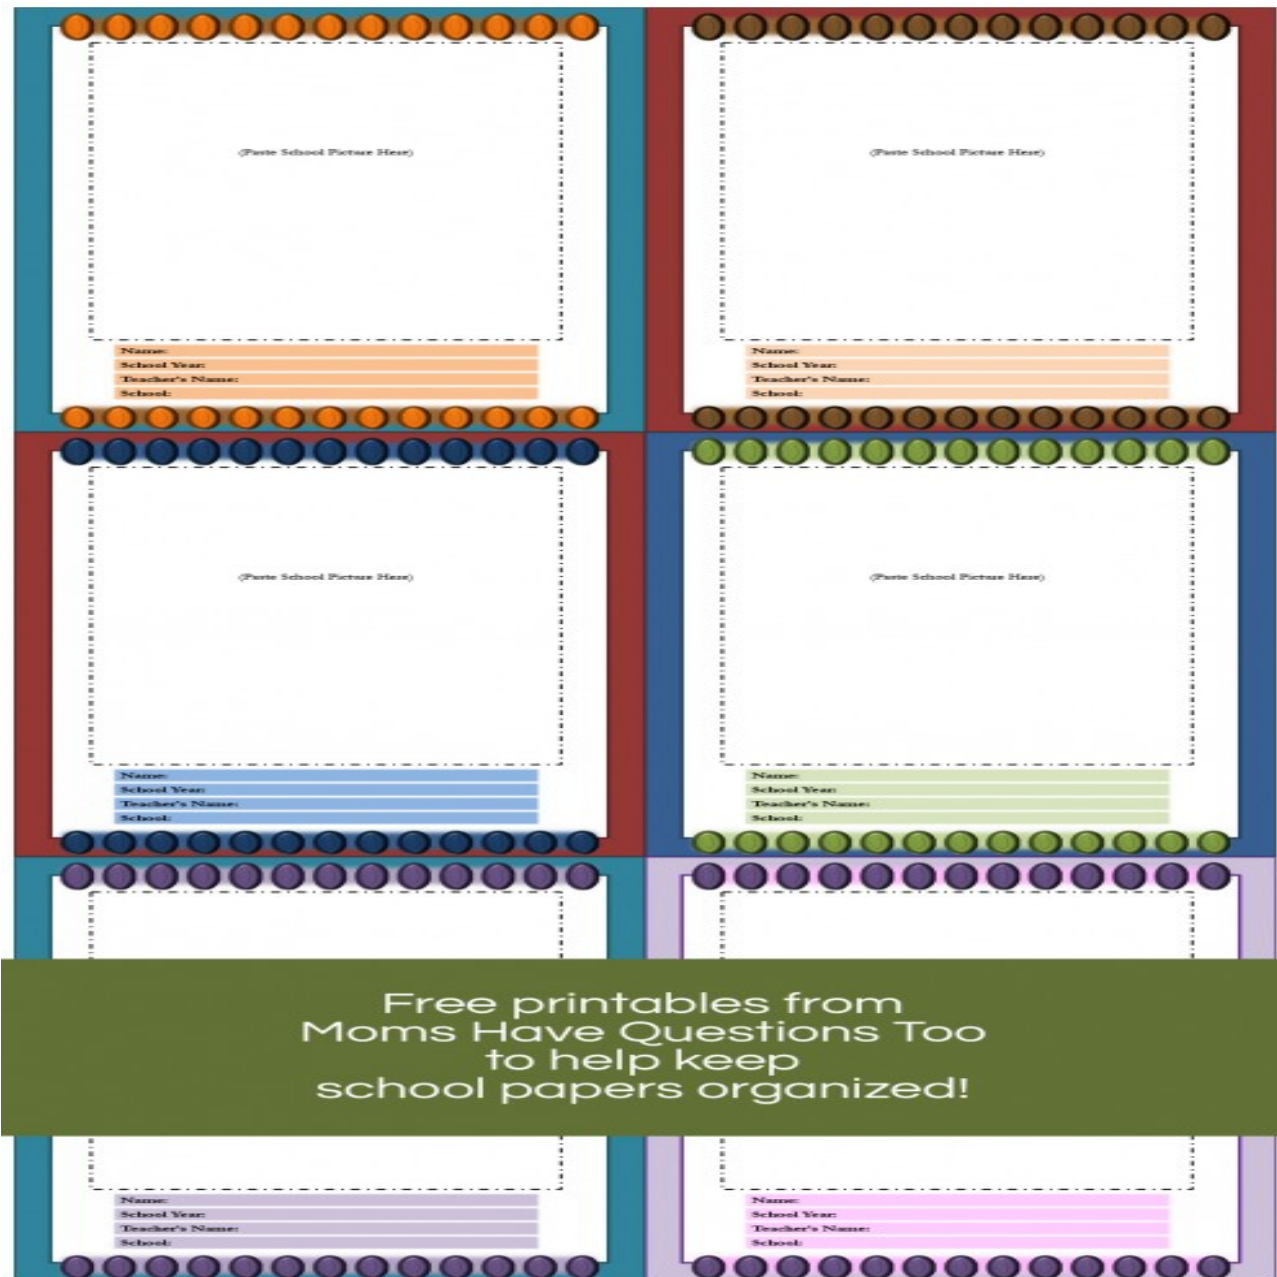 (Paste School Picture Here)
Name:
School Year:
Teacher's Name:
School:
(Paste School Picture Here)
Name:
School Year:
Teacher's Name:
School:
(Paste School Picture Here)
Name:
School Year:
Teacher's Name:
School:
(Paste School Picture Here)
Name:
School Year:
Teacher's Name:
School:
Free printables from
Moms Have Questions Too
to help keep
school papers organized!
Name:
School Year:
Teacher's Name:
School:
Name:
School Year:
Teacher's Name:
School: